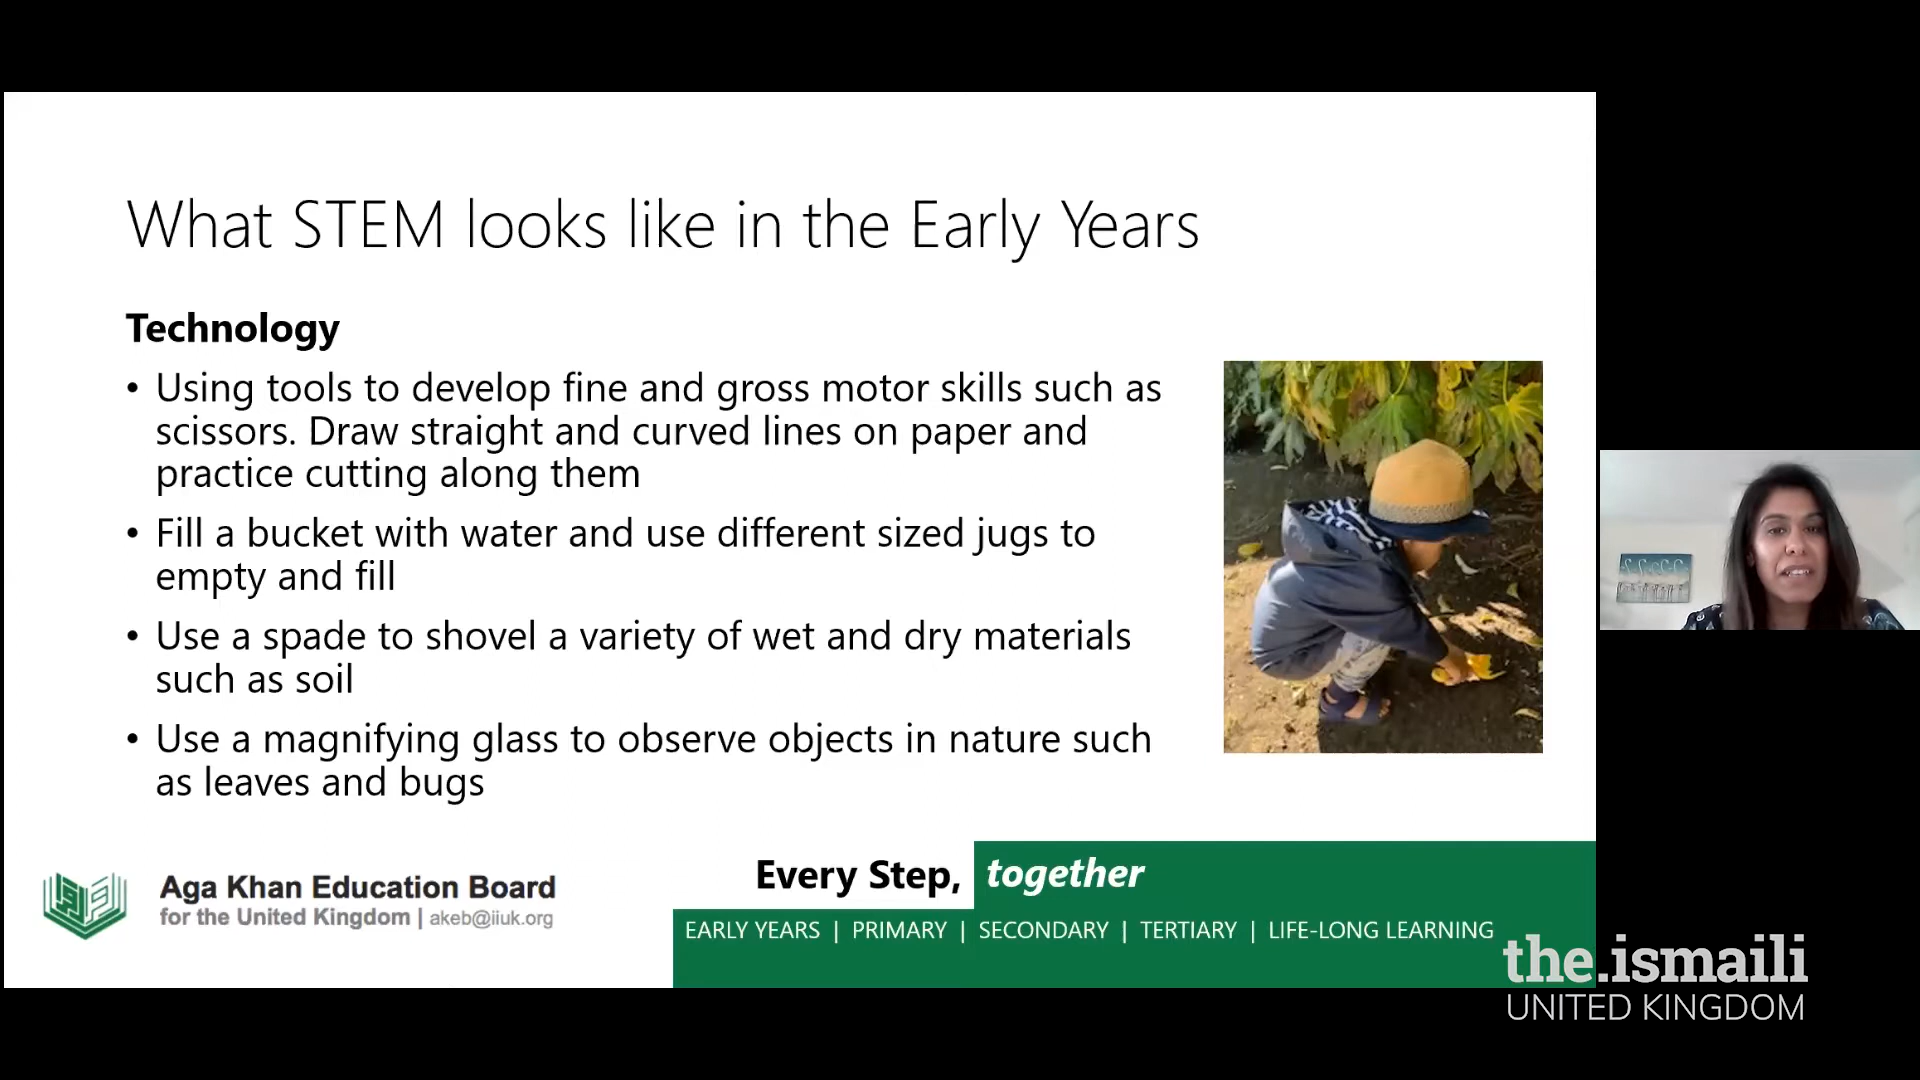 What STEM looks like in the Early Years
Technology
• Using tools to develop fine and gross motor skills such as
scissors. Draw straight and curved lines on paper and
practice cutting along them
• Fill a bucket with water and use different sized jugs to
empty and fill
• Use a spade to shovel a variety of wet and dry materials
such as soil
• Use a magnifying glass to observe objects in nature such
as leaves and bugs
Aga Khan Education Board
for the United Kingdom | akeb@iiuk.org
Every Step, together
EARLY YEARS | PRIMARY | SECONDARY | TERTIARY | LIFE-LONG LEARNING
the.ismaili
UNITED KINGDOM